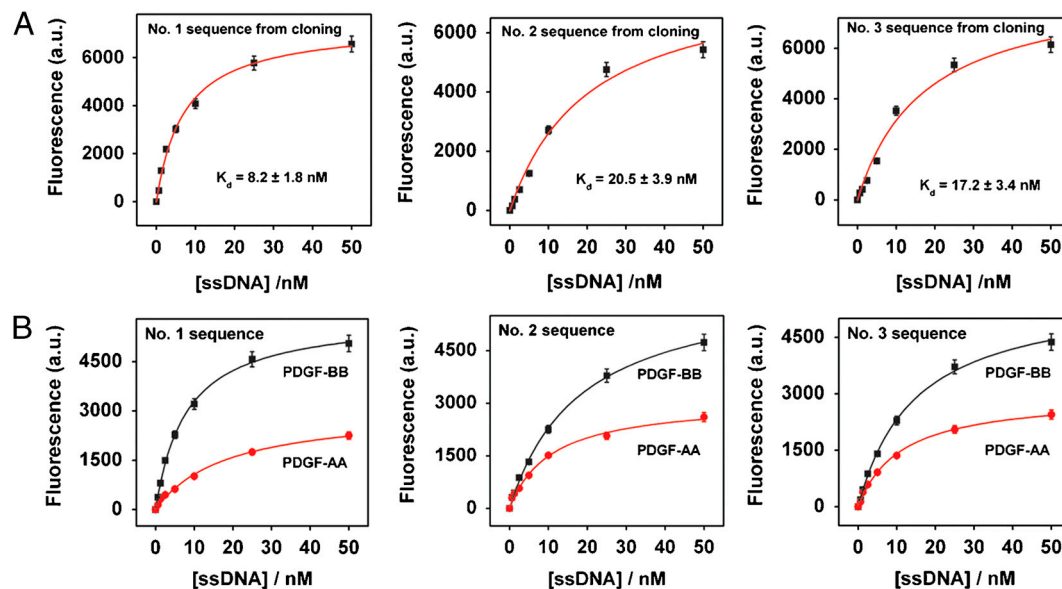 A
Fluorescence (a.u.)
6000
4000
2000
0
No. 1 sequence from cloning
Kd = 8.2 ± 1.8 nM
0 10 20 30 40 50
[ssDNA] /nM
Fluorescence (a.u.)
6000
4000
2000
0
No. 2 sequence from cloning
Kd = 20.5 ± 3.9 nM
0 10 20 30 40 50
[ssDNA] /nM
Fluorescence (a.u.)
6000
4000
2000
0
No. 3 sequence from cloning
Kd = 17.2 ± 3.4 nM
0 10 20 30 40 50
[ssDNA] /nM
B
Fluorescence (a.u.)
4500
3000
1500
0
No. 1 sequence
PDGF-BB
PDGF-AA
0 10 20 30 40 50
[ssDNA] / nM
Fluorescence (a.u.)
4500
3000
1500
0
No. 2 sequence
PDGF-BB
PDGF-AA
0 10 20 30 40 50
[ssDNA] / nM
Fluorescence (a.u.)
4500
3000
1500
0
No. 3 sequence
PDGF-BB
PDGF-AA
0 10 20 30 40 50
[ssDNA] / nM